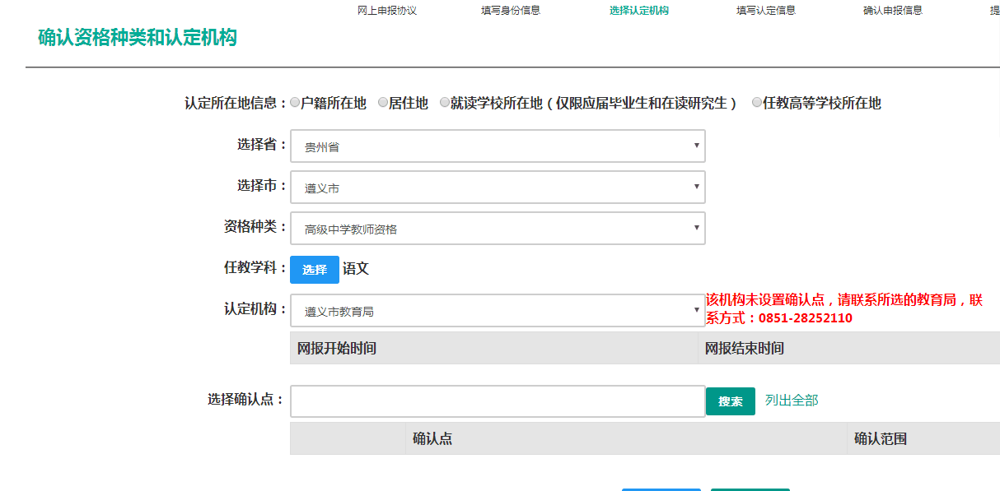 网上申报协议 填写身份信息 选择认定机构 填写认定信息 确认申报信息 提
确认资格种类和认定机构
认定所在地信息： 户籍所在地 居住地 就读学校所在地（仅限应届毕业生和在读研究生） 任教高等学校所在地
选择省： 贵州省
选择市： 遵义市
资格种类： 高级中学教师资格
任教学科： 选择 语文
认定机构： 遵义市教育局 该机构未设置确认点，请联系所选的教育局，联
系方式：0851-28252110
网报开始时间 网报结束时间
选择确认点： 搜索 列出全部
确认点 确认范围